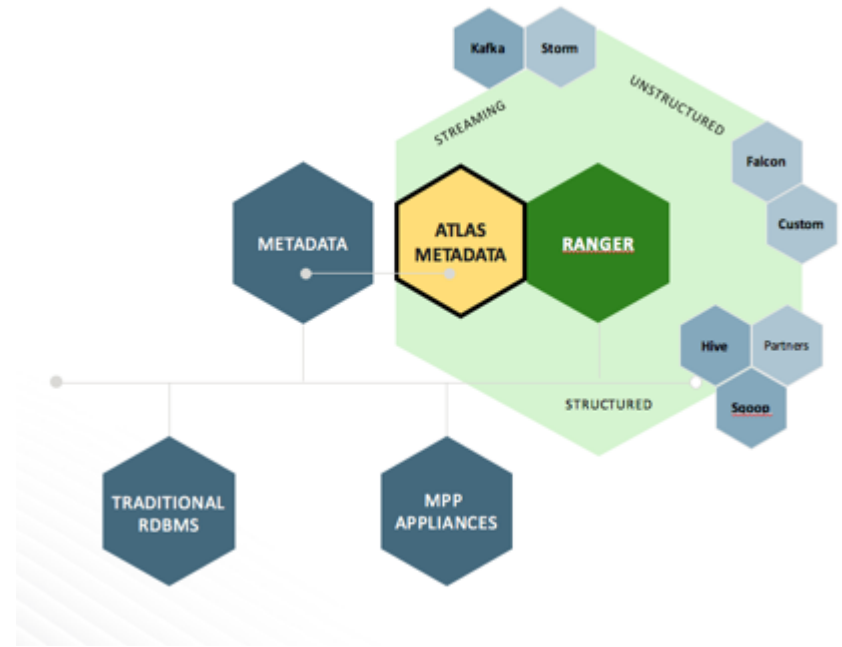 Kafka
Storm
STREAMING
UNSTRUCTURED
Falcon
Custom
METADATA
ATLAS
METADATA
RANGER
Hive
Partners
Sqoop
STRUCTURED
TRADITIONAL
RDBMS
MPP
APPLIANCES